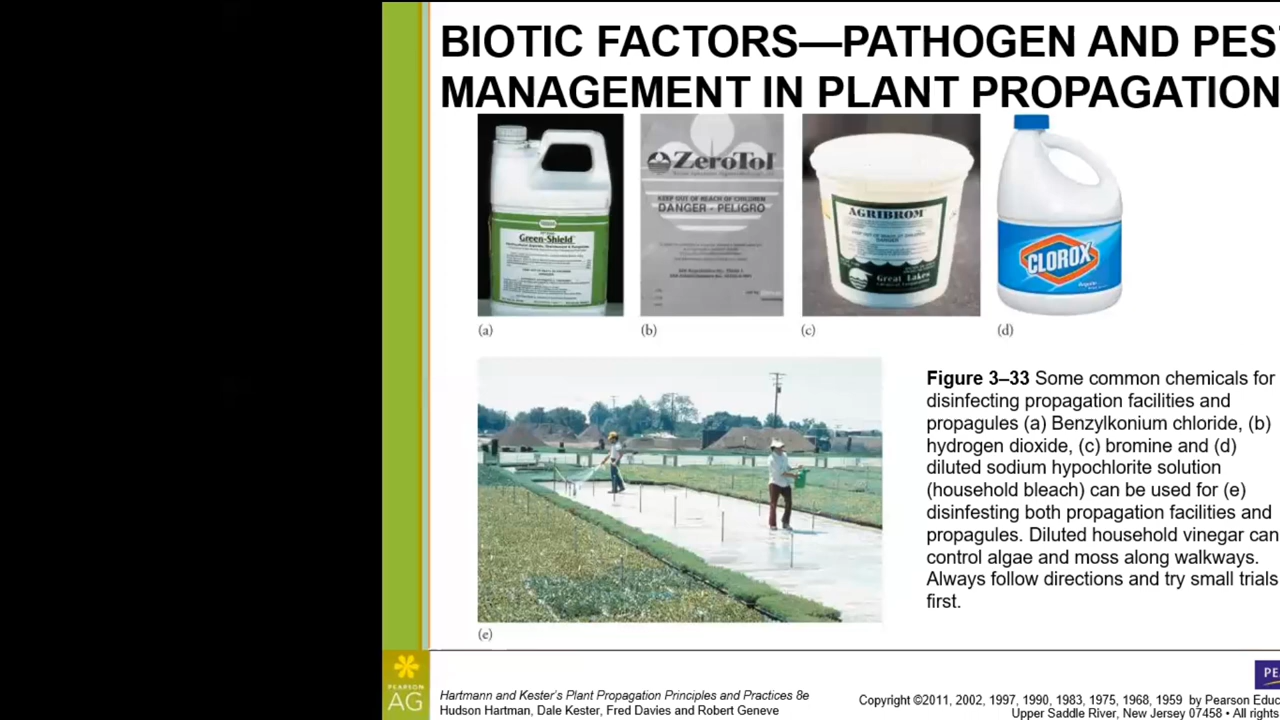 BIOTIC FACTORS—PATHOGEN AND PES
MANAGEMENT IN PLANT PROPAGATION
Green-Shield
ZeroTol
KEEP OUT OF REACH OF CHILDREN
DANGER - PELIGRO
AGRIBROM
Great Lakes
CLOROX
(a)
(b)
(c)
(d)
Figure 3–33 Some common chemicals for
disinfecting propagation facilities and
propagules (a) Benzylkonium chloride, (b)
hydrogen dioxide, (c) bromine and (d)
diluted sodium hypochlorite solution
(household bleach) can be used for (e)
disinfesting both propagation facilities and
propagules. Diluted household vinegar can
control algae and moss along walkways.
Always follow directions and try small trials
first.
(e)
PEARSON
AG
Hartmann and Kester's Plant Propagation Principles and Practices 8e
Hudson Hartman, Dale Kester, Fred Davies and Robert Geneve
Copyright ©2011, 2002, 1997, 1990, 1983, 1975, 1968, 1959 by Pearson Educ
Upper Saddle River, New Jersey 07458 • All rights
PE